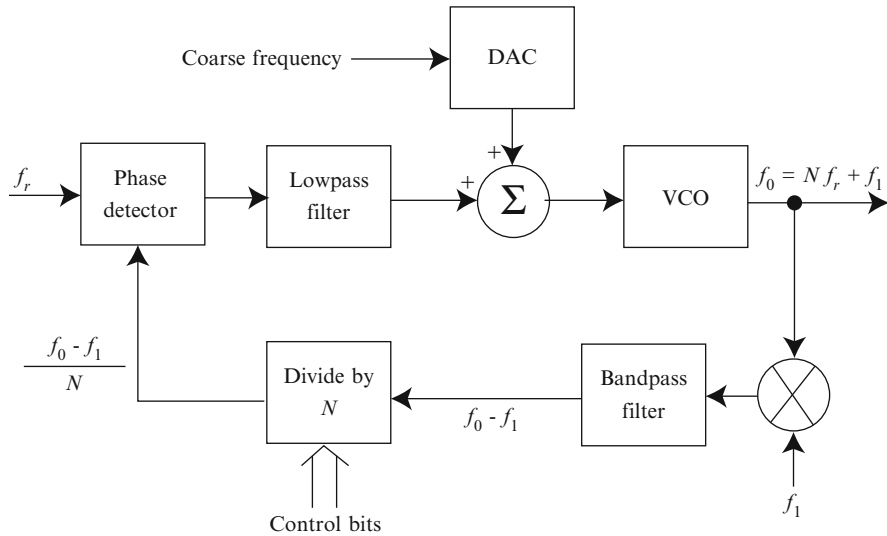 Coarse frequency
DAC
+
f_r
Phase
detector
Lowpass
filter
+
Σ
VCO
f_0 = N f_r + f_1
f_0 - f_1
N
Divide by
N
f_0 - f_1
Bandpass
filter
f_1
Control bits